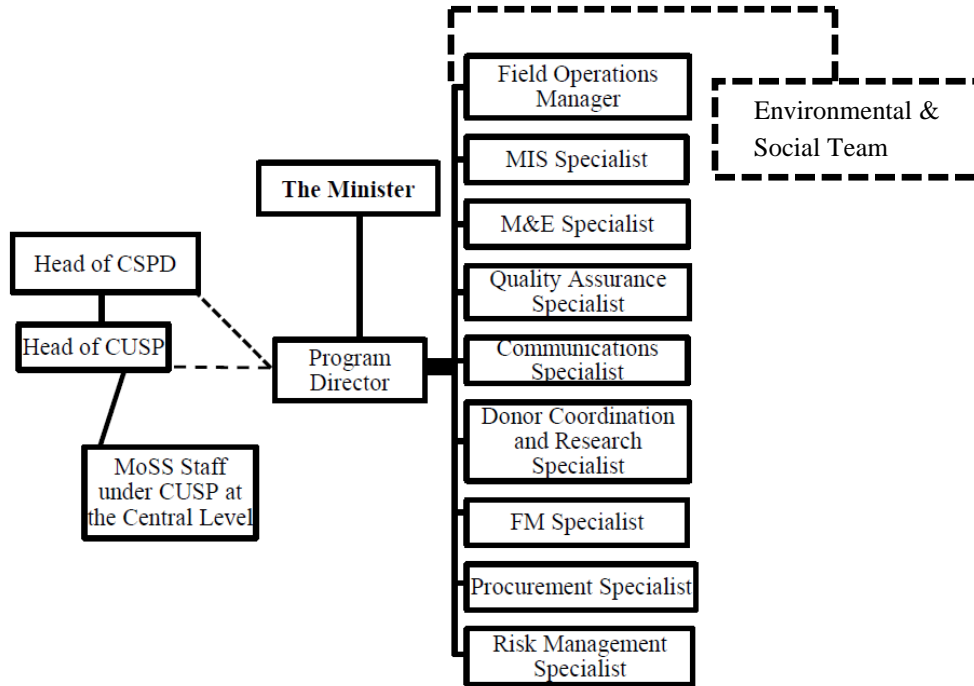 Field Operations
Manager
Environmental &
Social Team
MIS Specialist
The Minister
M&E Specialist
Head of CSPD
Quality Assurance
Specialist
Head of CUSP
Program
Director
Communications
Specialist
Donor Coordination
and Research
Specialist
MoSS Staff
under CUSP at
the Central Level
FM Specialist
Procurement Specialist
Risk Management
Specialist